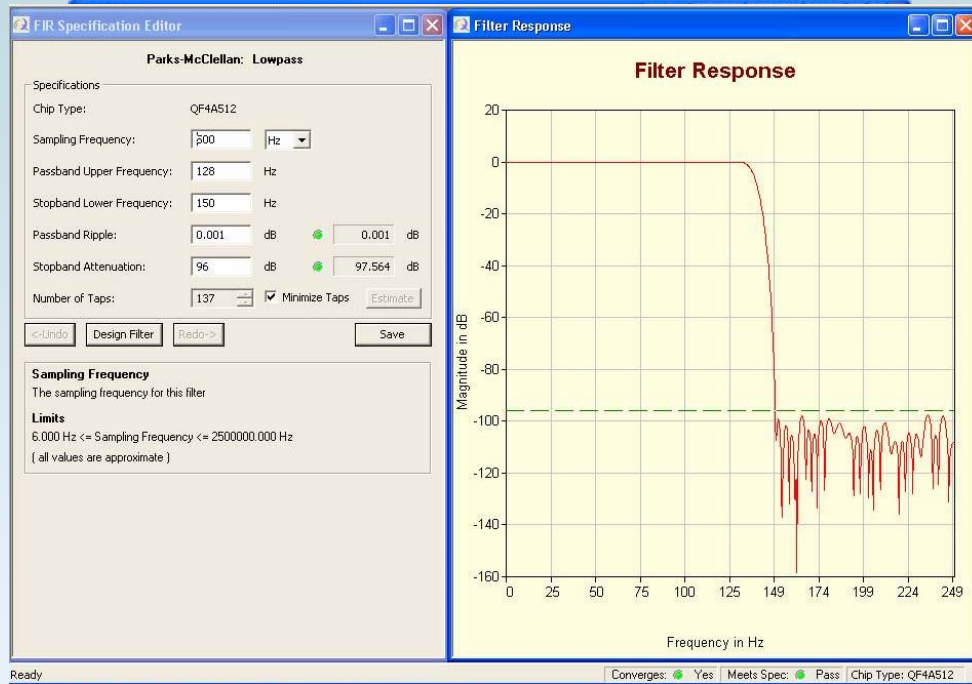 FIR Specification Editor
Parks-McClellan: Lowpass
Specifications
Chip Type: QF4A512
Sampling Frequency: 500 Hz
Passband Upper Frequency: 128 Hz
Stopband Lower Frequency: 150 Hz
Passband Ripple: 0.001 dB 0.001 dB
Stopband Attenuation: 96 dB 97.564 dB
Number of Taps: 137 Minimize Taps Estimate
<-Undo Design Filter Redo-> Save
Sampling Frequency
The sampling frequency for this filter
Limits
6.000 Hz <= Sampling Frequency <= 2500000.000 Hz
( all values are approximate )
Filter Response
Filter Response
20
0
-20
-40
-60
-80
-100
-120
-140
-160
Magnitude in dB
0 25 50 75 100 125 149 174 199 224 249
Frequency in Hz
Ready
Converges: Yes Meets Spec: Pass Chip Type: QF4A512